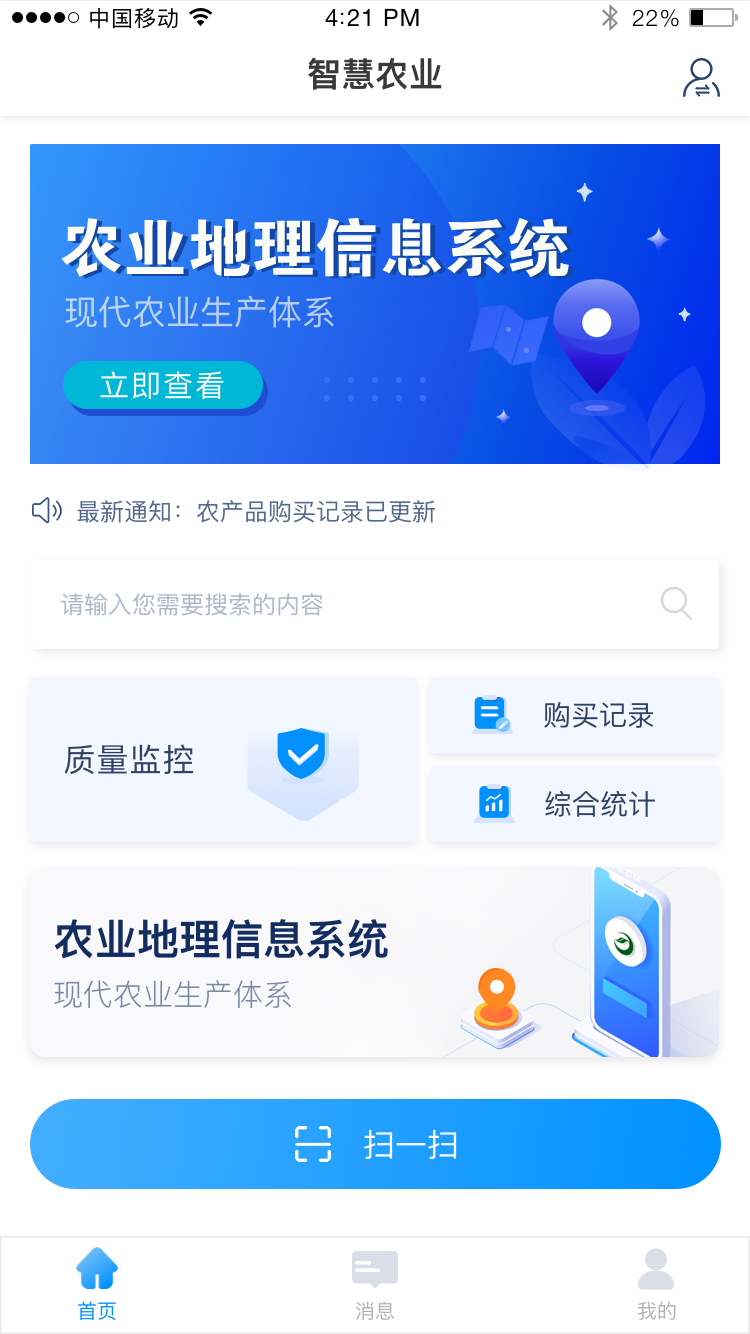 中国移动
4:21 PM
22%
智慧农业
农业地理信息系统
现代农业生产体系
立即查看
最新通知：农产品购买记录已更新
请输入您需要搜索的内容
质量监控
购买记录
综合统计
农业地理信息系统
现代农业生产体系
扫一扫
首页
消息
我的